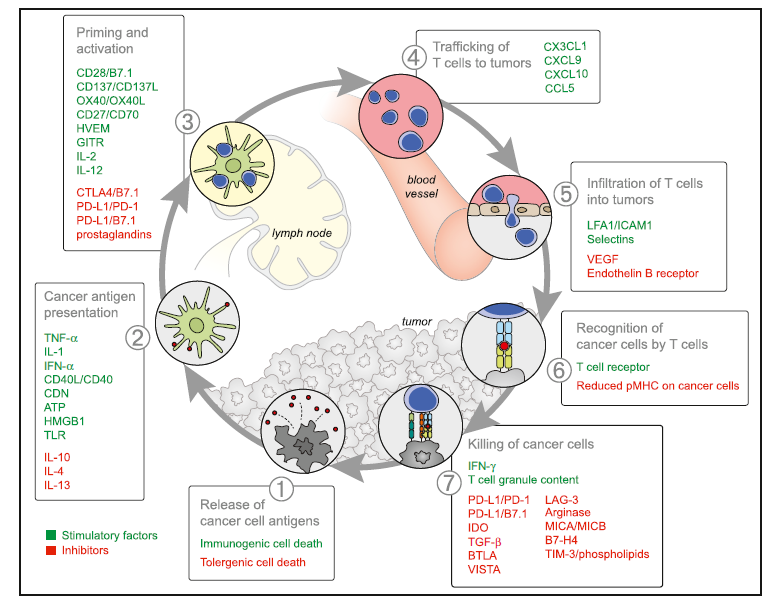 Priming and
activation
CD28/B7.1
CD137/CD137L
OX40/OX40L
CD27/CD70
HVEM
GITR
IL-2
IL-12
CTLA4/B7.1
PD-L1/PD-1
PD-L1/B7.1
prostaglandins
3
4
Trafficking of
T cells to tumors
CX3CL1
CXCL9
CXCL10
CCL5
blood
vessel
lymph node
5
Infiltration of T cells
into tumors
LFA1/ICAM1
Selectins
VEGF
Endothelin B receptor
Cancer antigen
presentation
2
TNF-α
IL-1
IFN-α
CD40L/CD40
CDN
ATP
HMGB1
TLR
IL-10
IL-4
IL-13
tumor
6
Recognition of
cancer cells by T cells
T cell receptor
Reduced pMHC on cancer cells
7
Killing of cancer cells
IFN-γ
T cell granule content
PD-L1/PD-1 LAG-3
PD-L1/B7.1 Arginase
IDO MICA/MICB
TGF-β B7-H4
BTLA TIM-3/phospholipids
VISTA
1
Release of
cancer cell antigens
Immunogenic cell death
Tolergenic cell death
Stimulatory factors
Inhibitors